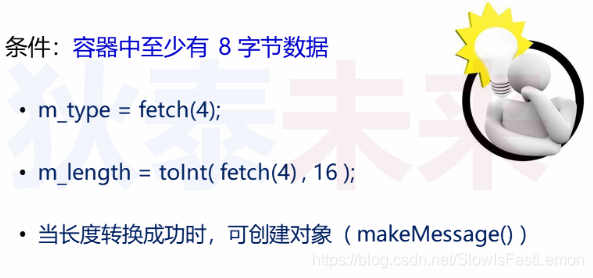 条件：容器中至少有 8 字节数据
• m_type = fetch(4);
• m_length = toInt( fetch(4) , 16 );
• 当长度转换成功时，可创建对象（ makeMessage() ）
狄泰未来
https://blog.csdn.net/SlowIsFastLemon